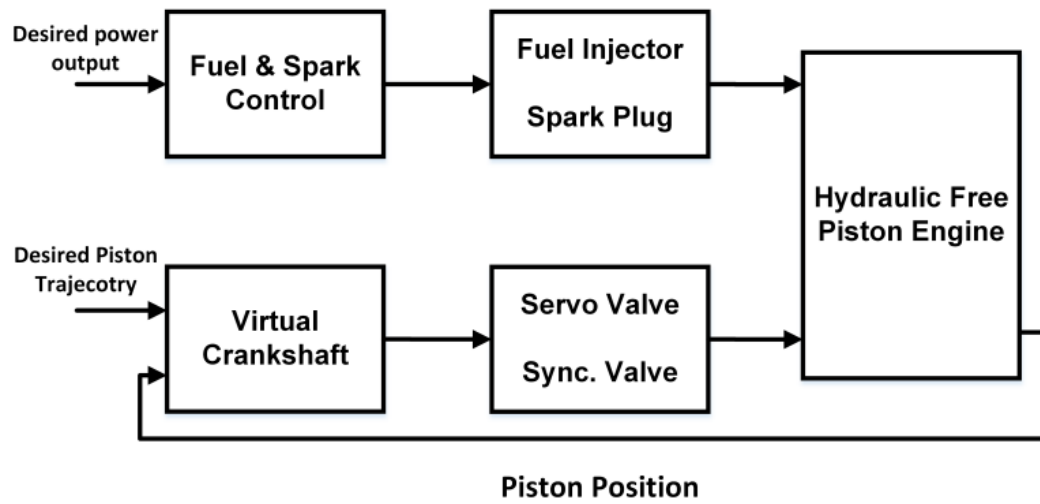 Desired power
output
Fuel & Spark
Control
Fuel Injector
Spark Plug
Hydraulic Free
Piston Engine
Desired Piston
Trajecotry
Virtual
Crankshaft
Servo Valve
Sync. Valve
Piston Position